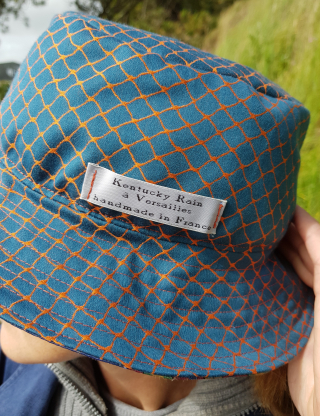 Kentucky Rain
à Versailles
handmade in France